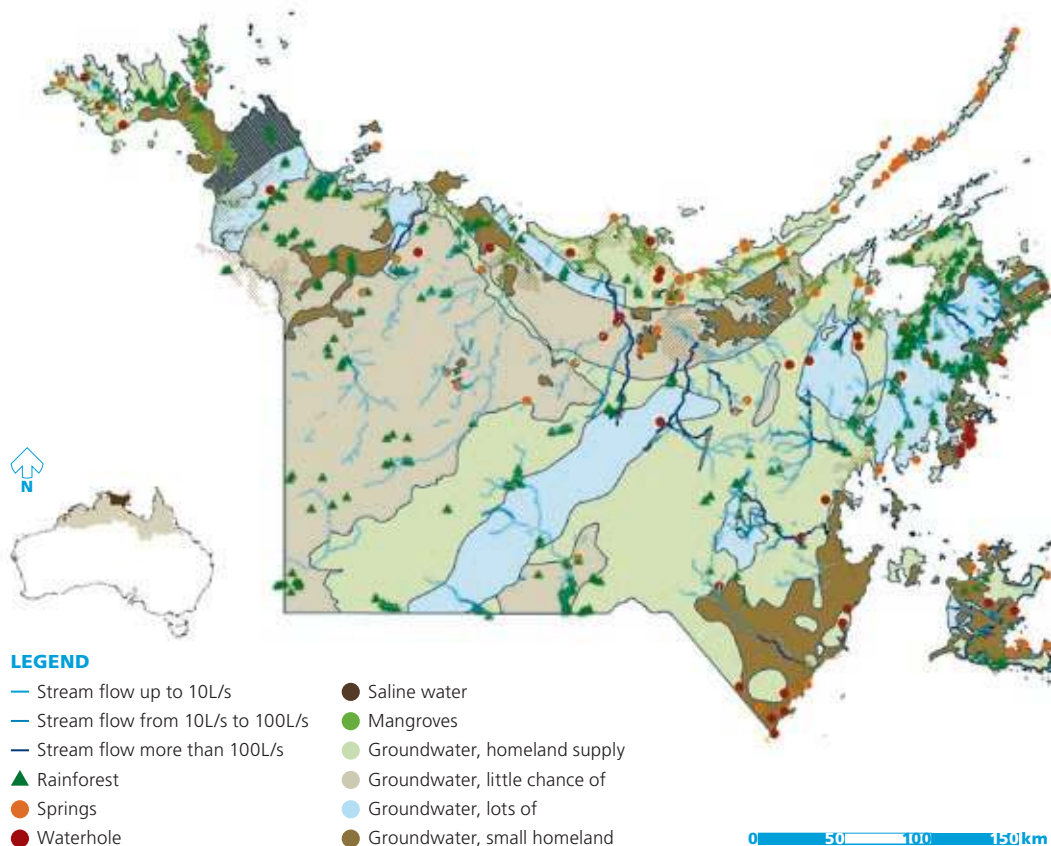 N
LEGEND
Stream flow up to 10L/s
Stream flow from 10L/s to 100L/s
Stream flow more than 100L/s
Rainforest
Springs
Waterhole
Saline water
Mangroves
Groundwater, homeland supply
Groundwater, little chance of
Groundwater, lots of
Groundwater, small homeland
0 50 100 150 km